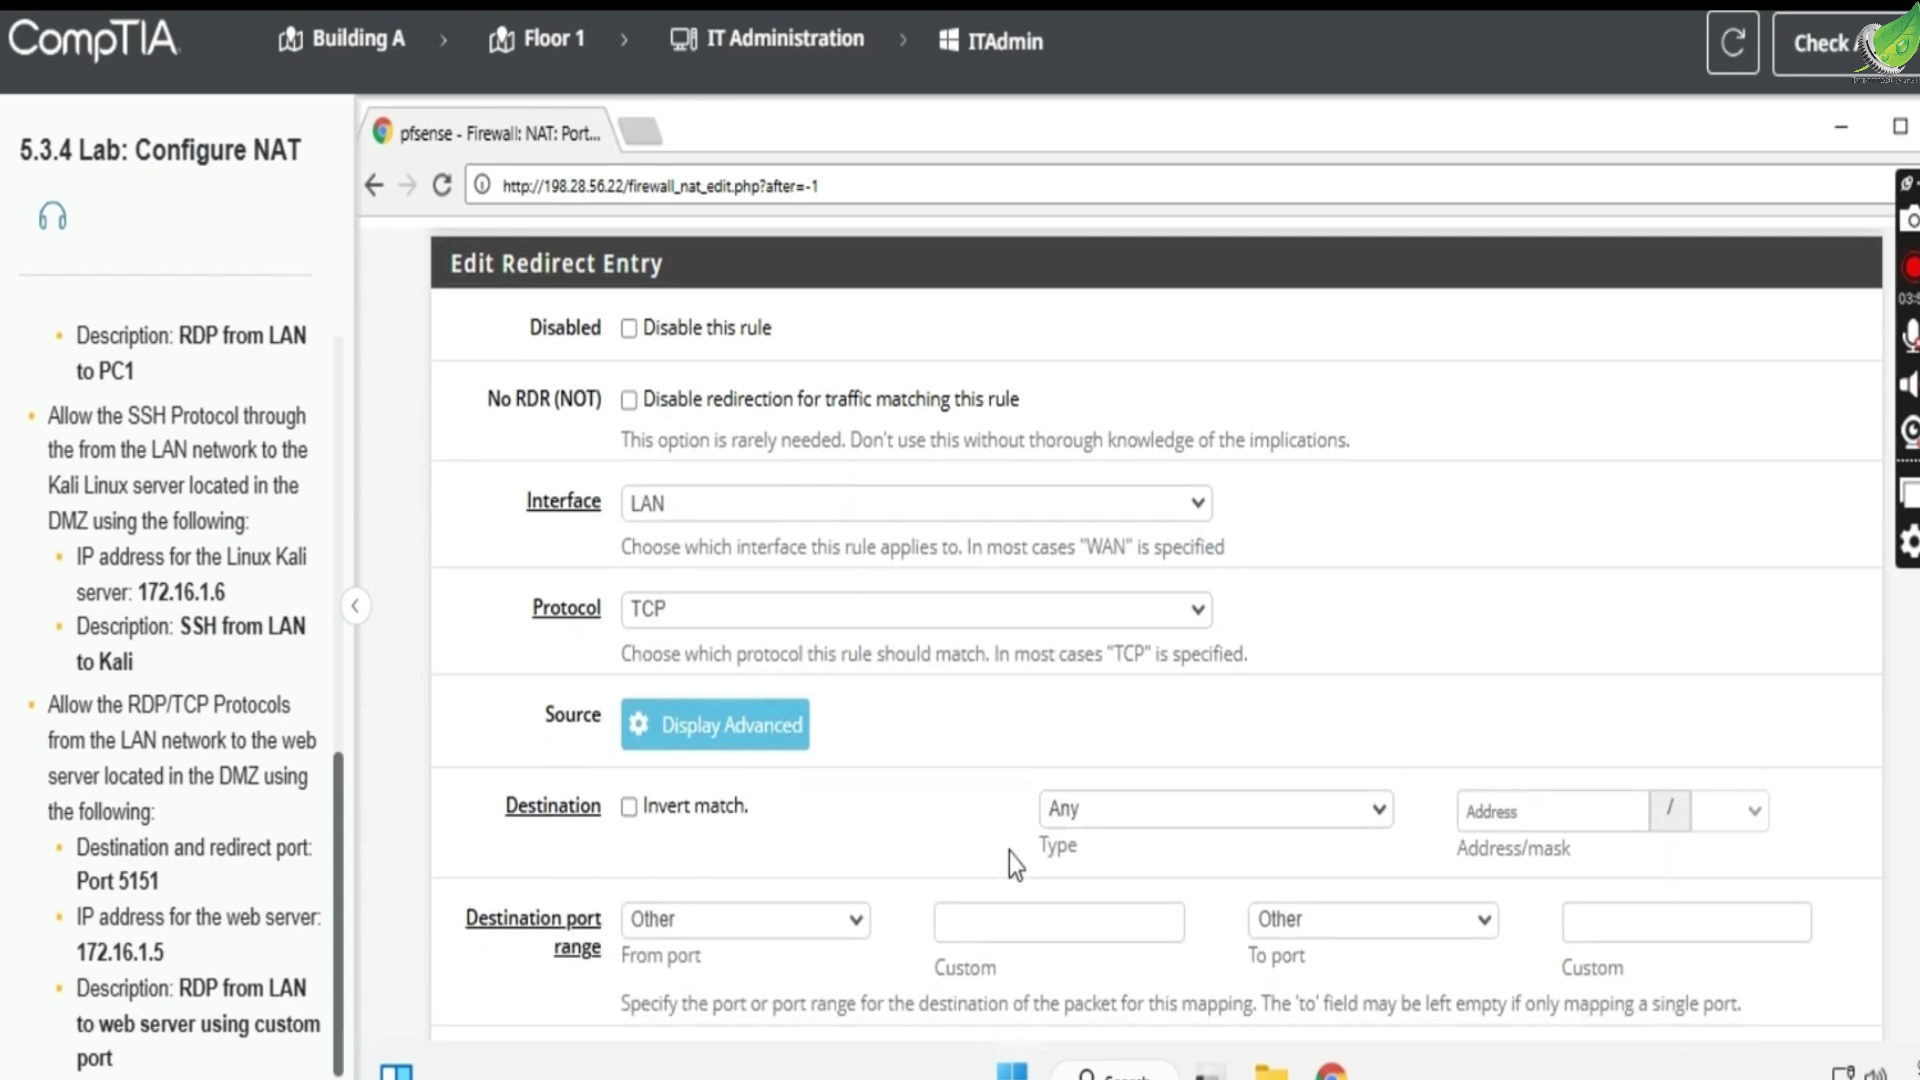 CompTIA
Building A
Floor 1
IT Administration
ITAdmin
Check
5.3.4 Lab: Configure NAT
Description: RDP from LAN
to PC1
Allow the SSH Protocol through
the from the LAN network to the
Kali Linux server located in the
DMZ using the following:
IP address for the Linux Kali
server: 172.16.1.6
Description: SSH from LAN
to Kali
Allow the RDP/TCP Protocols
from the LAN network to the web
server located in the DMZ using
the following:
Destination and redirect port:
Port 5151
IP address for the web server:
172.16.1.5
Description: RDP from LAN
to web server using custom
port
pfsense - Firewall: NAT: Port...
http://198.28.56.22/firewall_nat_edit.php?after=-1
Edit Redirect Entry
Disabled Disable this rule
No RDR (NOT) Disable redirection for traffic matching this rule
This option is rarely needed. Don't use this without thorough knowledge of the implications.
Interface LAN
Choose which interface this rule applies to. In most cases "WAN" is specified
Protocol TCP
Choose which protocol this rule should match. In most cases "TCP" is specified.
Source Display Advanced
Destination Invert match. Any Address /
Type Address/mask
Destination port Other Other
range From port Custom To port Custom
Specify the port or port range for the destination of the packet for this mapping. The 'to' field may be left empty if only mapping a single port.